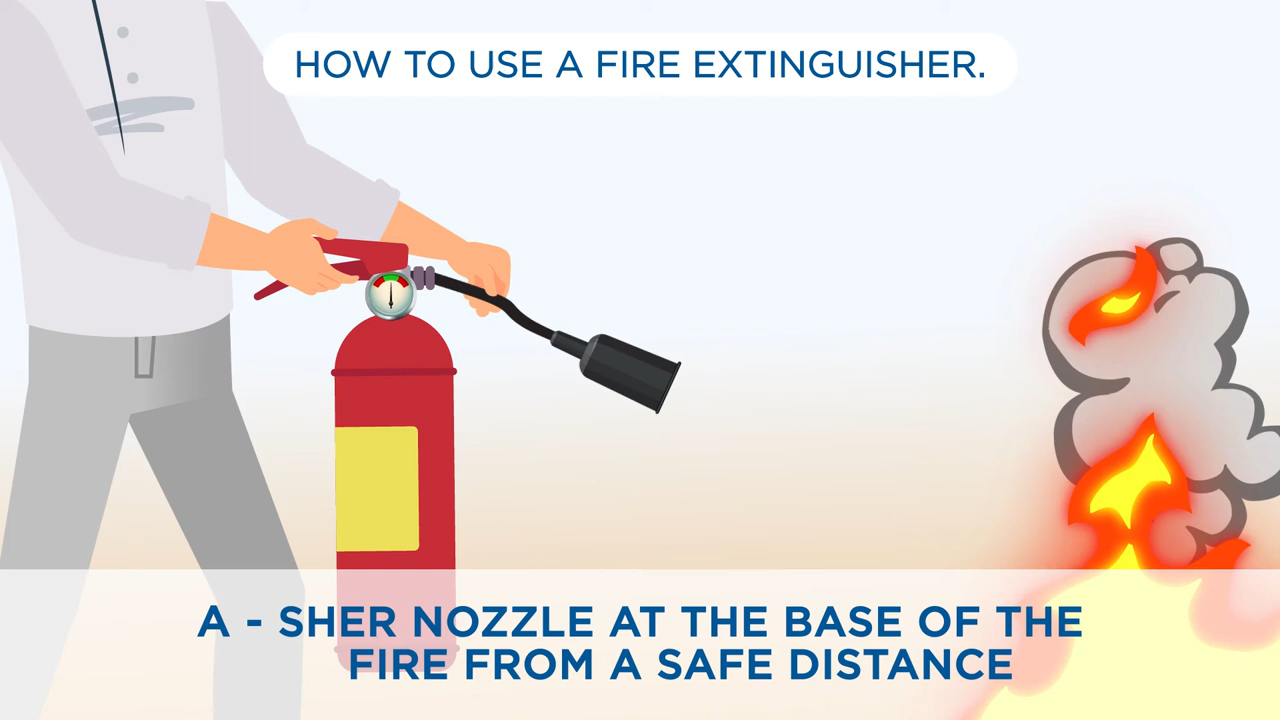 HOW TO USE A FIRE EXTINGUISHER.
A - SHER NOZZLE AT THE BASE OF THE
FIRE FROM A SAFE DISTANCE